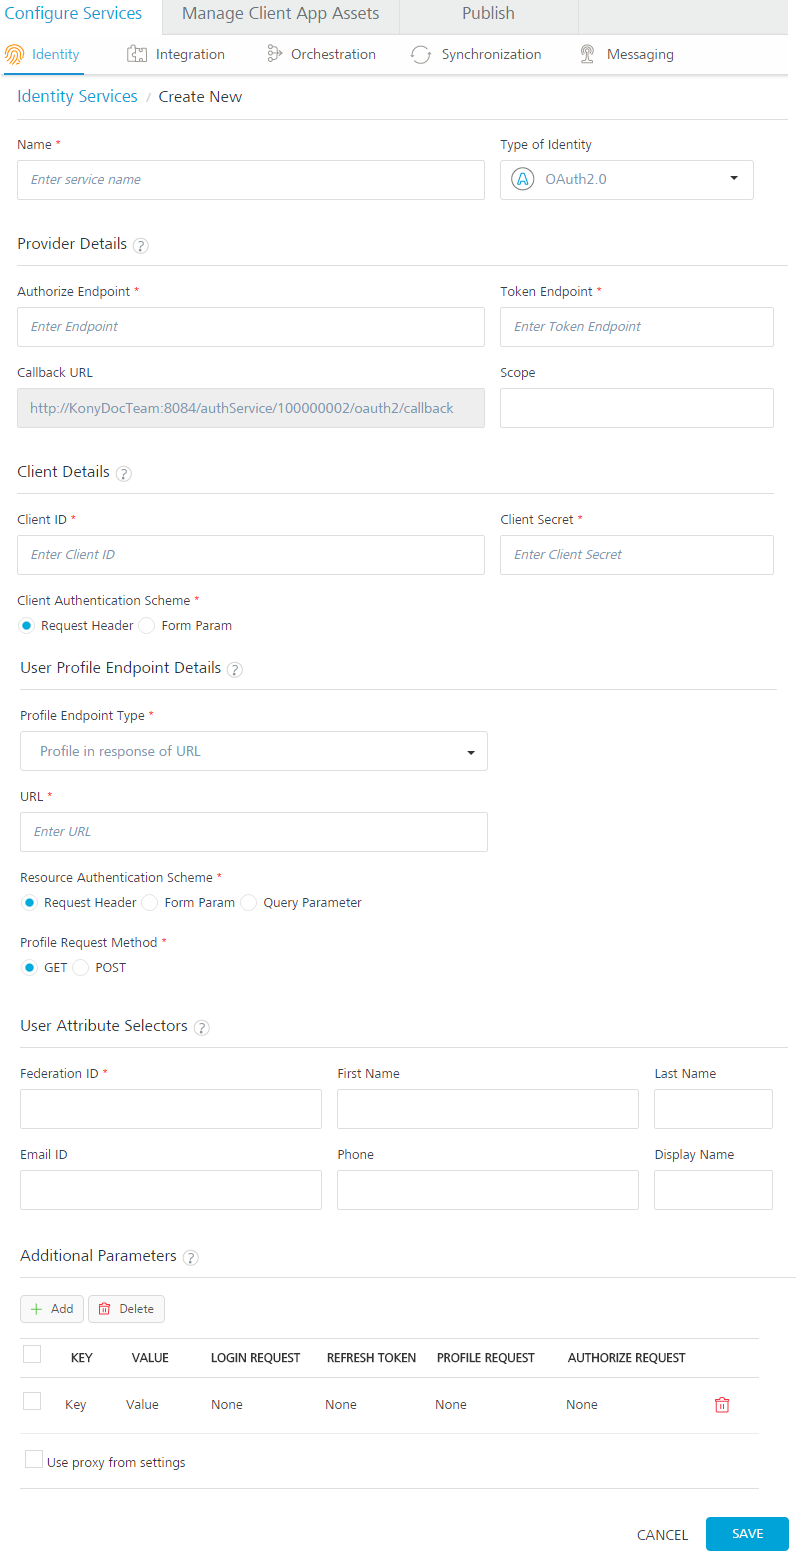 Configure Services Manage Client App Assets Publish
Identity Integration Orchestration Synchronization Messaging
Identity Services / Create New
Name * Type of Identity
Enter service name OAuth2.0
Provider Details ?
Authorize Endpoint * Token Endpoint *
Enter Endpoint Enter Token Endpoint
Callback URL Scope
http://KonyDocTeam:8084/authService/100000002/oauth2/callback
Client Details ?
Client ID * Client Secret *
Enter Client ID Enter Client Secret
Client Authentication Scheme *
Request Header Form Param
User Profile Endpoint Details ?
Profile Endpoint Type *
Profile in response of URL
URL *
Enter URL
Resource Authentication Scheme *
Request Header Form Param Query Parameter
Profile Request Method *
GET POST
User Attribute Selectors ?
Federation ID * First Name Last Name
Email ID Phone Display Name
Additional Parameters ?
+ Add Delete
KEY VALUE LOGIN REQUEST REFRESH TOKEN PROFILE REQUEST AUTHORIZE REQUEST
Key Value None None None None
Use proxy from settings
CANCEL SAVE